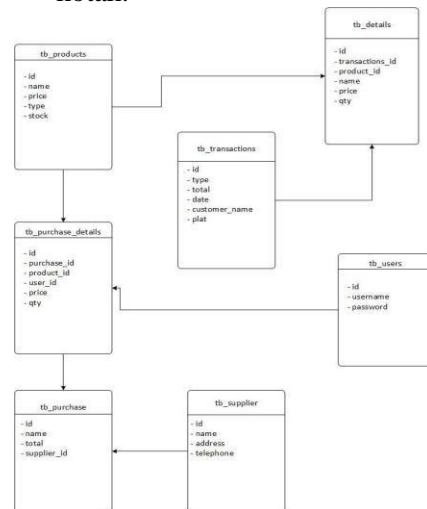 tb_details
- id
- transactions_id
- product_id
- name
- price
- qty
tb_products
- id
- name
- price
- type
- stock
tb_transactions
- id
- type
- total
- date
- customer_name
- plat
tb_purchase_details
- id
- purchase_id
- product_id
- user_id
- price
- qty
tb_users
- id
- username
- password
tb_purchase
- id
- name
- total
- supplier_id
tb_supplier
- id
- name
- address
- telephone